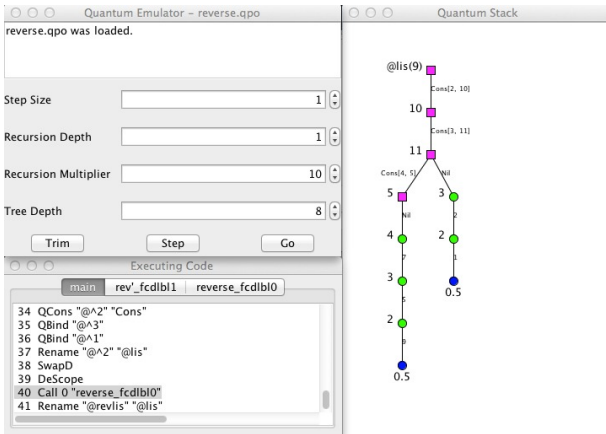 Quantum Emulator – reverse.qpo
reverse.qpo was loaded.
Step Size 1
Recursion Depth 1
Recursion Multiplier 10
Tree Depth 8
Trim Step Go
Executing Code
main rev'_fcdlbl1 reverse_fcdlbl0
34 QCons "@^2" "Cons"
35 QBind "@^3"
36 QBind "@^1"
37 Rename "@^2" "@lis"
38 SwapD
39 DeScope
40 Call 0 "reverse_fcdlbl0"
41 Rename "@revlis" "@lis"
Quantum Stack
@lis(9)
Cons[2, 10]
10
Cons[3, 11]
11
Cons[4, 5] Nil
5 3
Nil 2
4 2
7 1
3 0.5
5
2
9
0.5